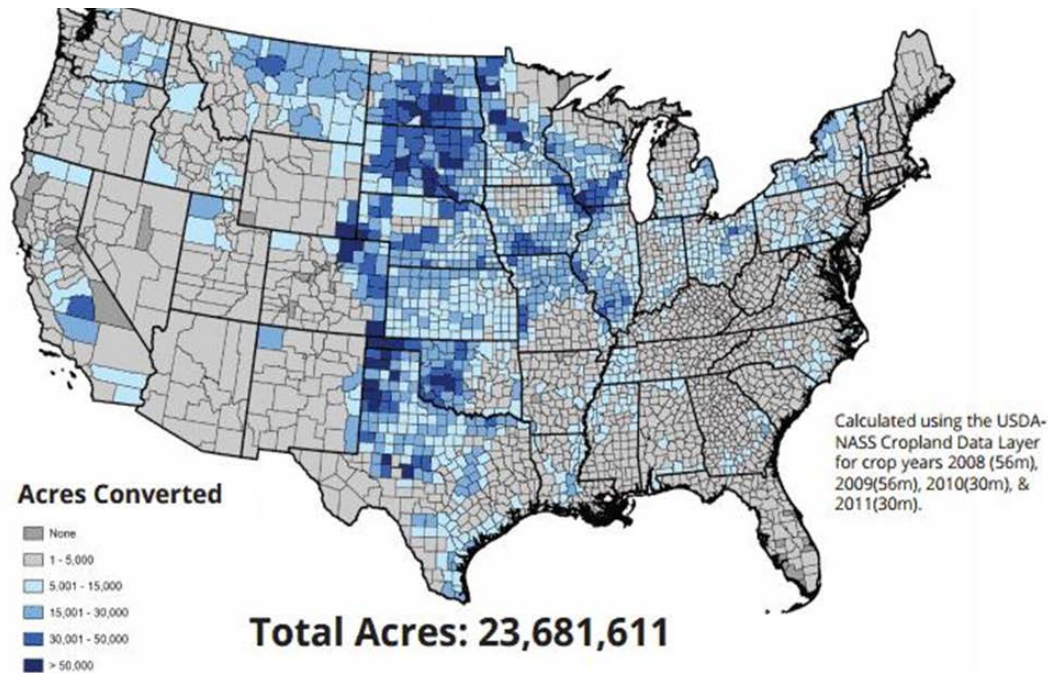 Calculated using the USDA-
NASS Cropland Data Layer
for crop years 2008 (56m),
2009(56m), 2010(30m), &
2011(30m).
Acres Converted
None
1 - 5,000
5,001 - 15,000
15,001 - 30,000
30,001 - 50,000
> 50,000
Total Acres: 23,681,611